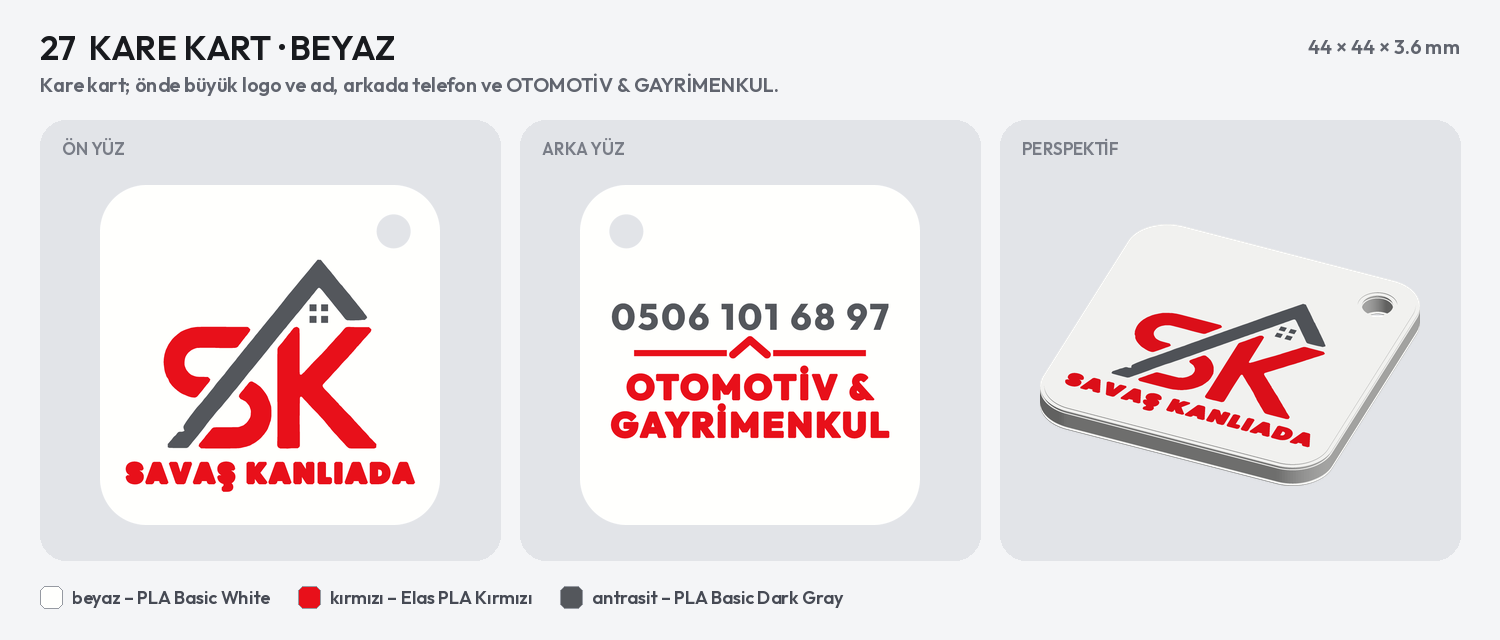 27 KARE KART · BEYAZ
44 × 44 × 3.6 mm
Kare kart; önde büyük logo ve ad, arkada telefon ve OTOMOTİV & GAYRİMENKUL.
ÖN YÜZ
SK
SAVAŞ KANLIADA
ARKA YÜZ
0506 101 68 97
OTOMOTİV &
GAYRİMENKUL
PERSPEKTİF
SK
SAVAŞ KANLIADA
beyaz – PLA Basic White
kırmızı – Elas PLA Kırmızı
antrasit – PLA Basic Dark Gray